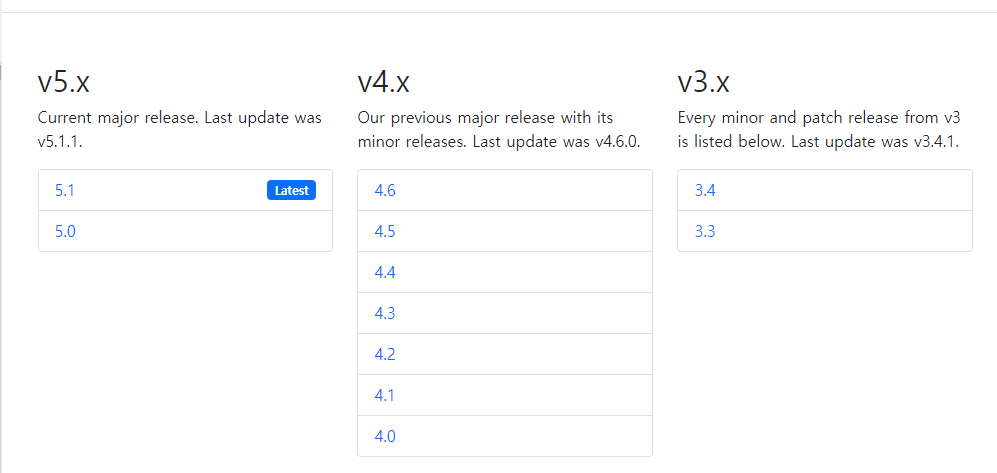 v5.x
Current major release. Last update was
v5.1.1.
5.1 Latest
5.0
v4.x
Our previous major release with its
minor releases. Last update was v4.6.0.
4.6
4.5
4.4
4.3
4.2
4.1
4.0
v3.x
Every minor and patch release from v3
is listed below. Last update was v3.4.1.
3.4
3.3